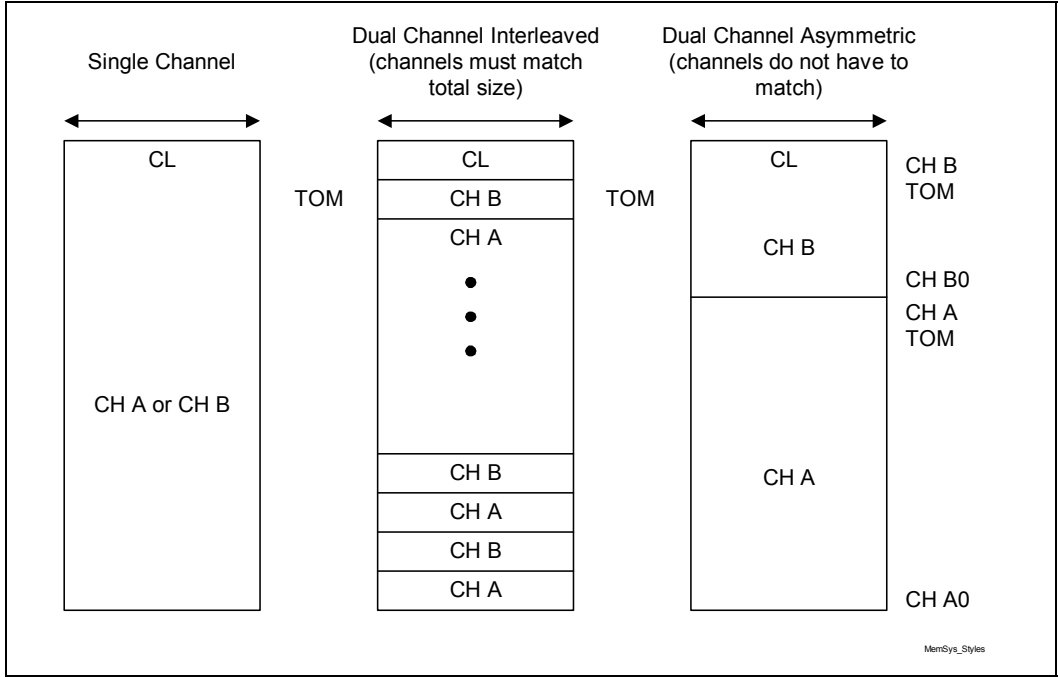 Single Channel
Dual Channel Interleaved
(channels must match
total size)
Dual Channel Asymmetric
(channels do not have to
match)
CL
CH A or CH B
TOM
CL
CH B
CH A
CH B
CH A
CH B
CH A
TOM
CL
CH B
CH A
CH B
TOM
CH B0
CH A
TOM
CH A0
MemSys_Styles